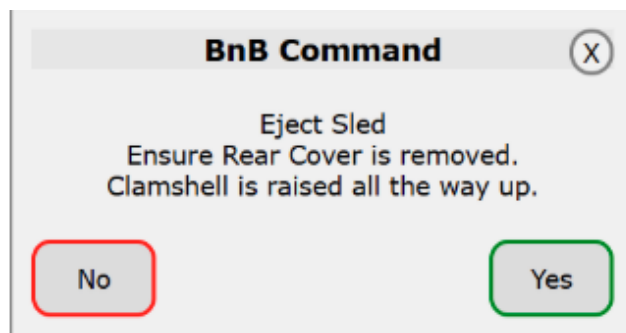 BnB Command
X
Eject Sled
Ensure Rear Cover is removed.
Clamshell is raised all the way up.
No
Yes